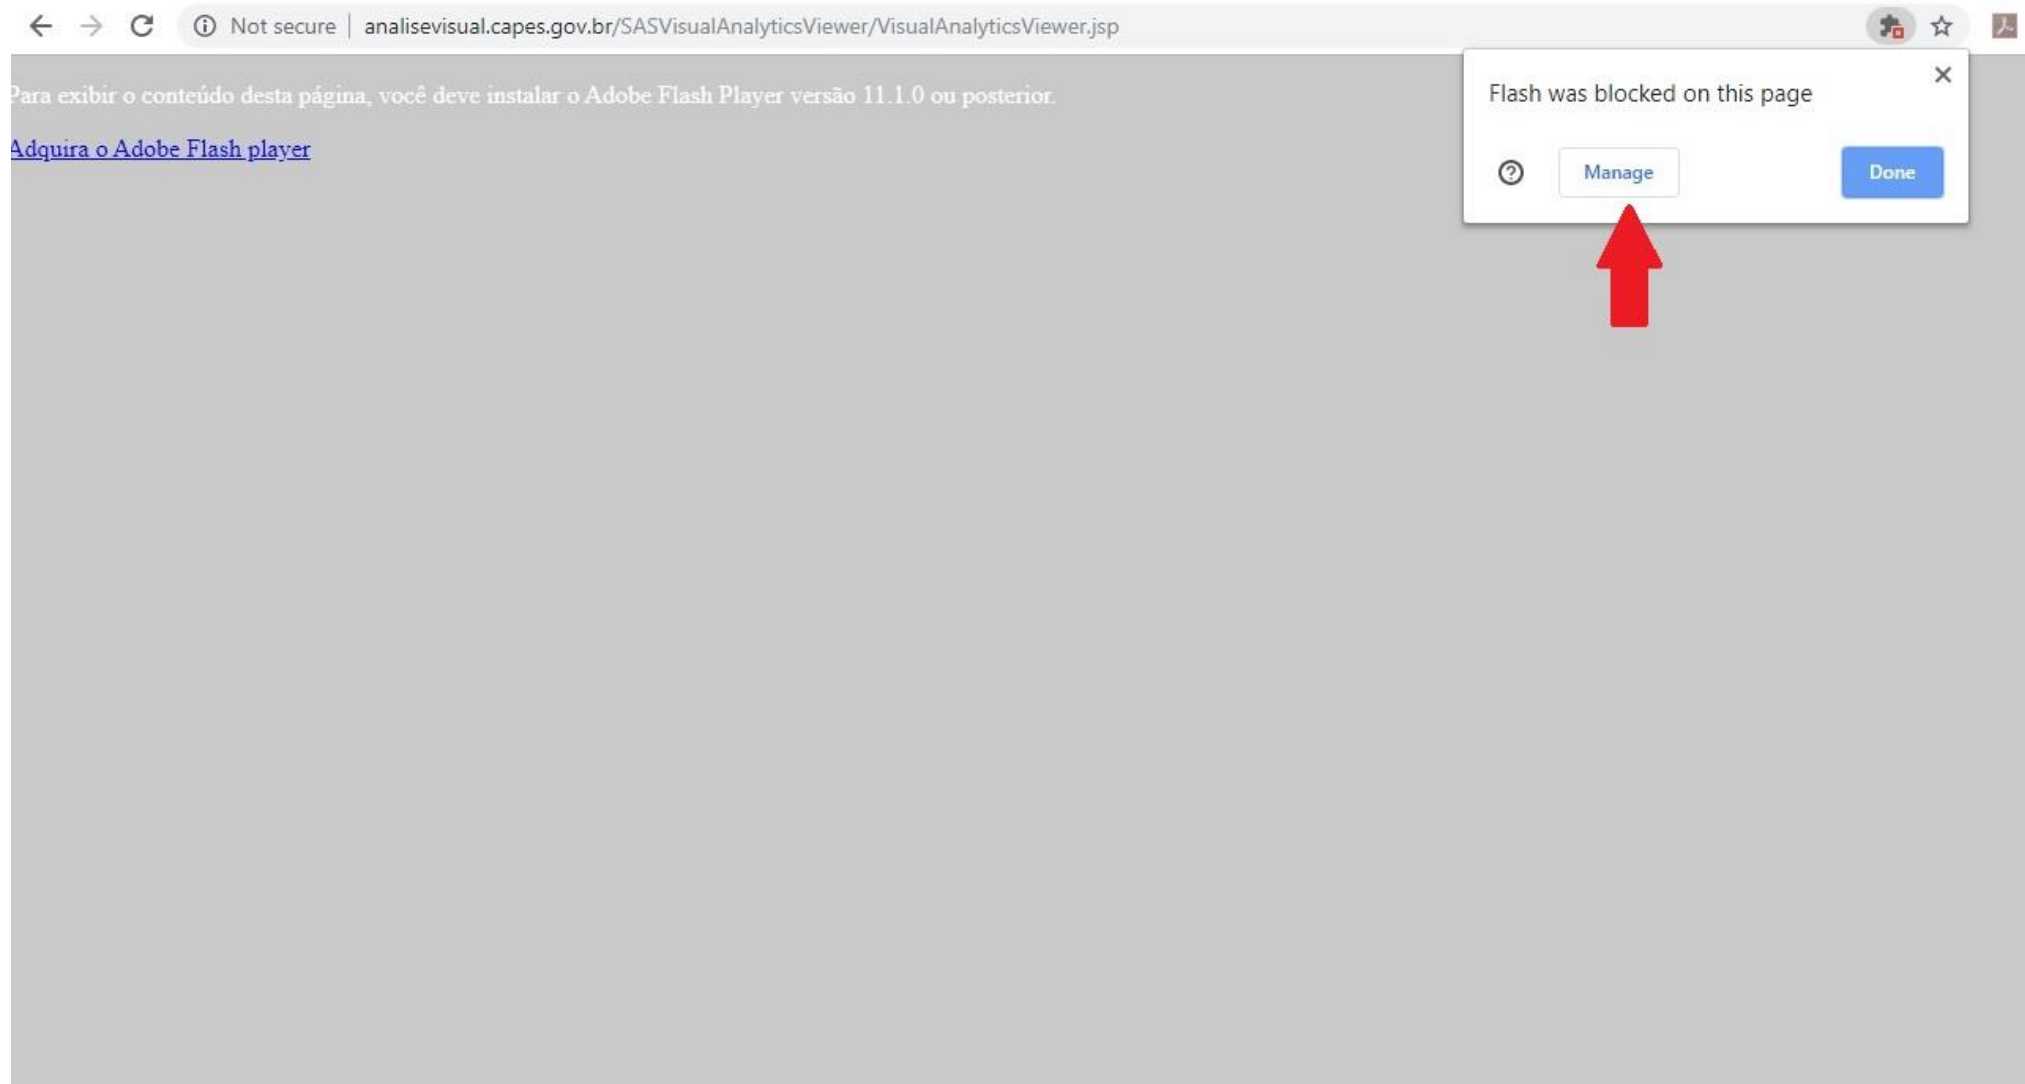 Not secure | analisevisual.capes.gov.br/SASVisualAnalyticsViewer/VisualAnalyticsViewer.jsp
Para exibir o conteúdo desta página, você deve instalar o Adobe Flash Player versão 11.1.0 ou posterior.
Adquira o Adobe Flash player
Flash was blocked on this page
Manage
Done